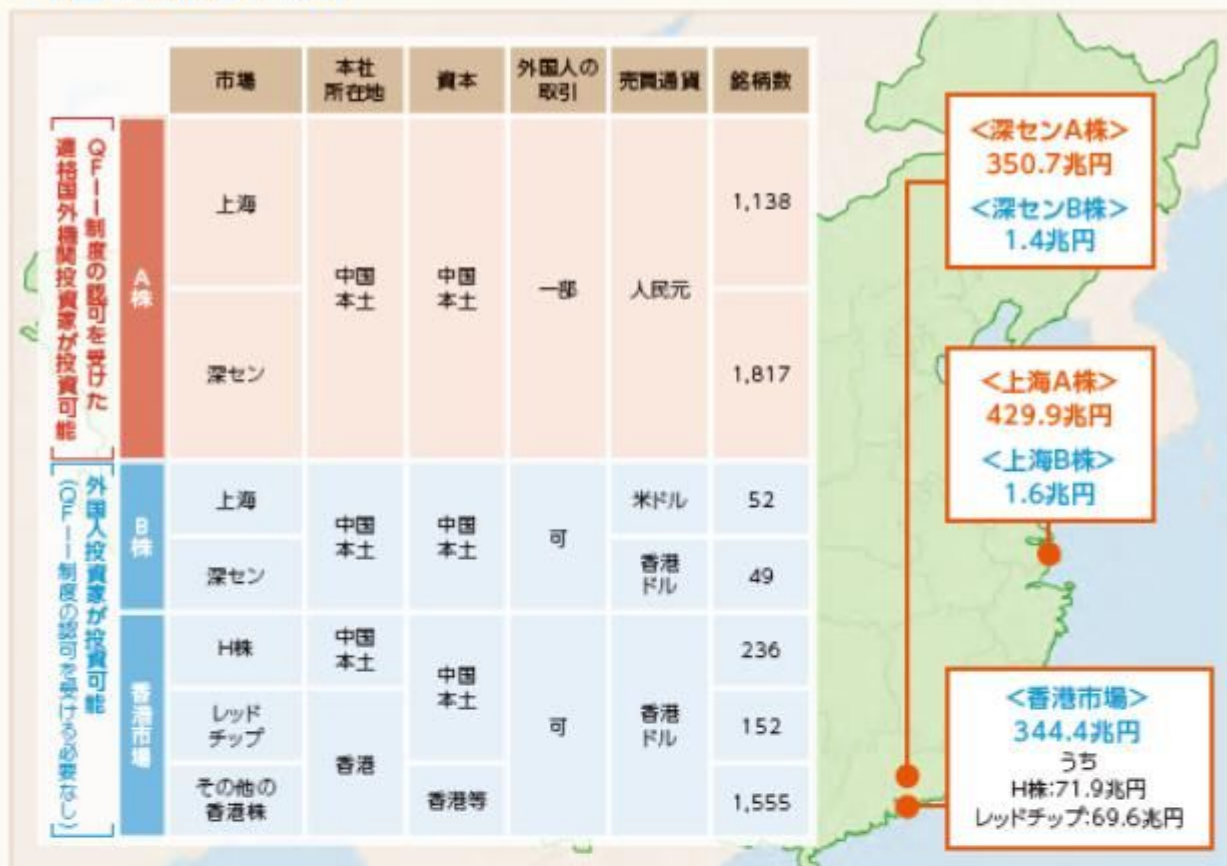 市場
本社
所在地
資本
外国人の
取引
売買通貨
銘柄数
QFII制度の認可を受けた
適格国外機関投資家が投資可能
A株
上海
1,138
中国
本土
中国
本土
一部
人民元
深セン
1,817
外国人投資家が投資可能
(QFII制度の認可を受ける必要なし)
B株
上海
米ドル
52
中国
本土
中国
本土
可
深セン
香港
ドル
49
香港市場
H株
中国
本土
236
中国
本土
レッド
チップ
可
香港
ドル
152
香港
その他の
香港株
香港等
1,555
<深センA株>
350.7兆円
<深センB株>
1.4兆円
<上海A株>
429.9兆円
<上海B株>
1.6兆円
<香港市場>
344.4兆円
うち
H株:71.9兆円
レッドチップ:69.6兆円